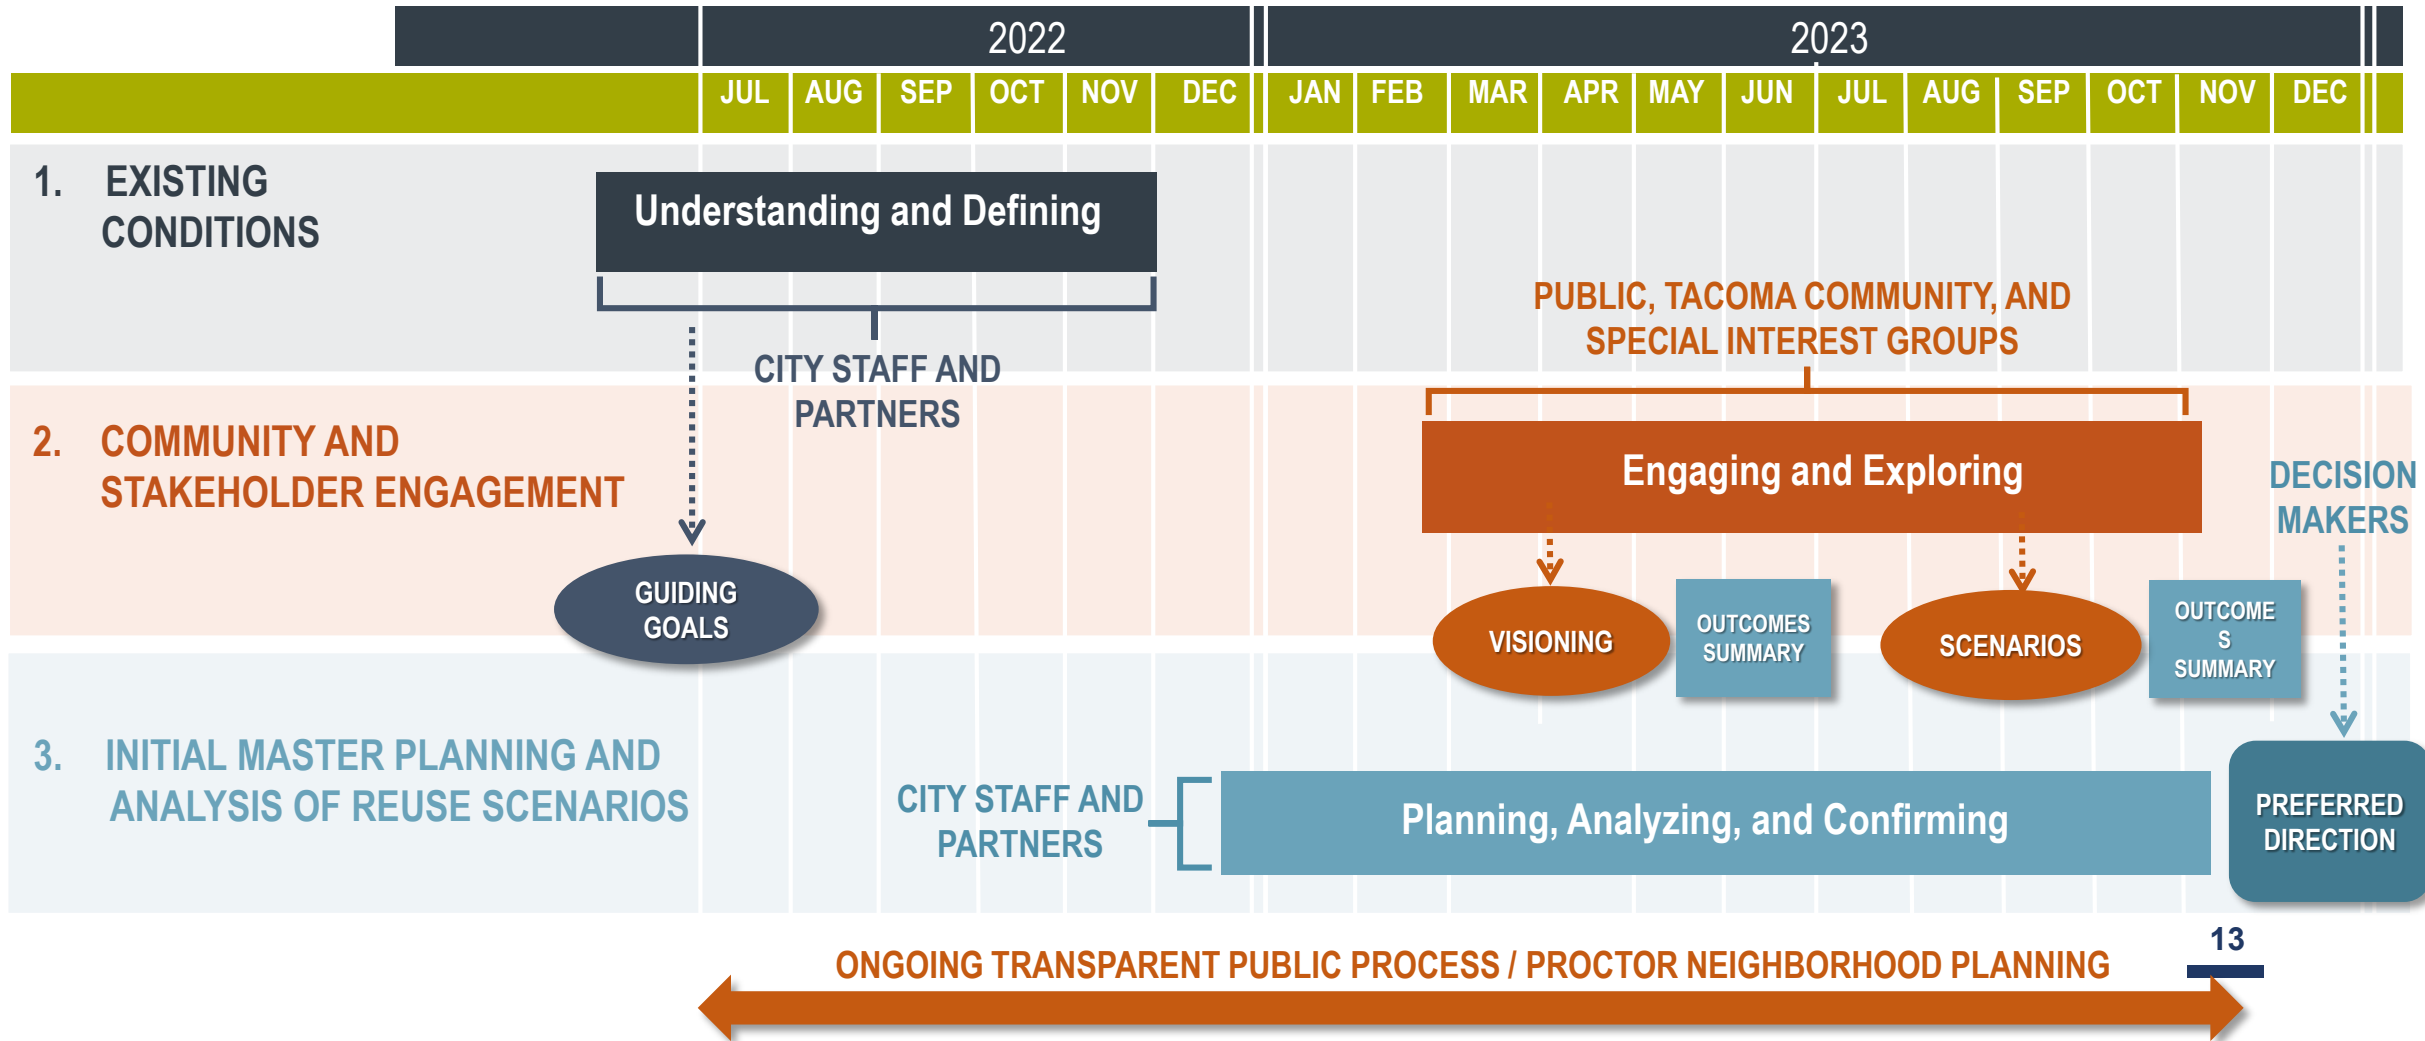 2022
2023
JUL AUG SEP OCT NOV DEC JAN FEB MAR APR MAY JUN JUL AUG SEP OCT NOV DEC
1. EXISTING
CONDITIONS
Understanding and Defining
CITY STAFF AND
PARTNERS
PUBLIC, TACOMA COMMUNITY, AND
SPECIAL INTEREST GROUPS
2. COMMUNITY AND
STAKEHOLDER ENGAGEMENT
Engaging and Exploring
DECISION
MAKERS
GUIDING
GOALS
VISIONING
OUTCOMES
SUMMARY
SCENARIOS
OUTCOME
S
SUMMARY
3. INITIAL MASTER PLANNING AND
ANALYSIS OF REUSE SCENARIOS
CITY STAFF AND
PARTNERS
Planning, Analyzing, and Confirming
PREFERRED
DIRECTION
13
ONGOING TRANSPARENT PUBLIC PROCESS / PROCTOR NEIGHBORHOOD PLANNING